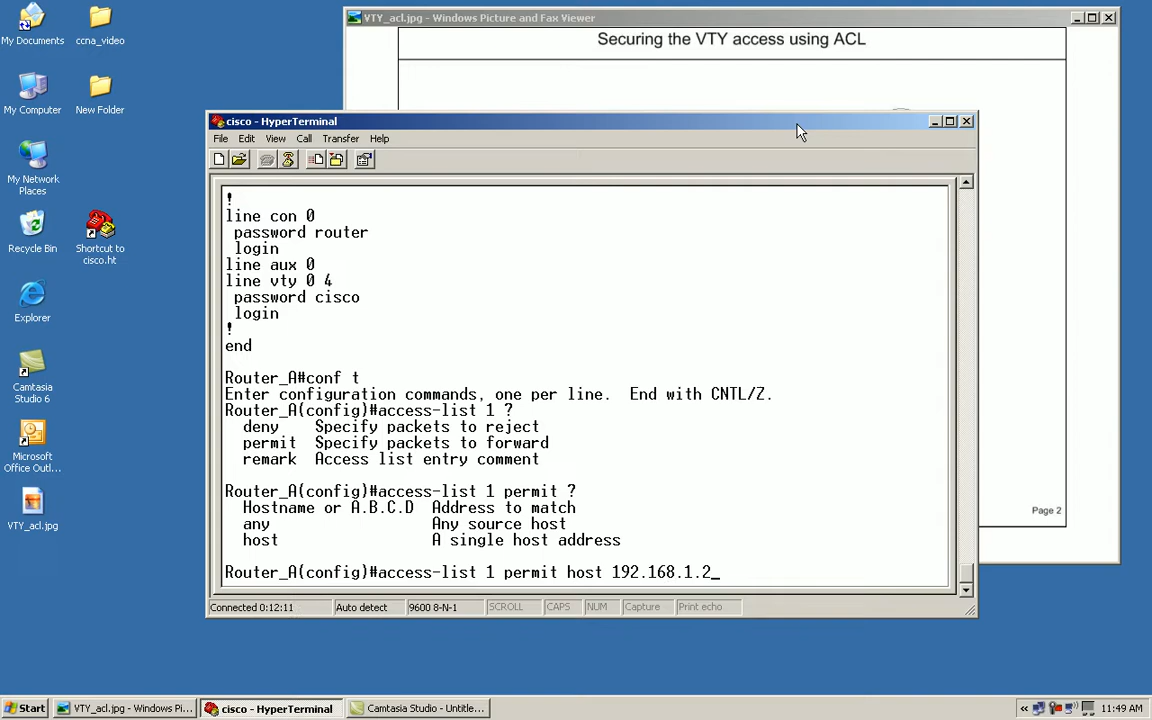 My Documents
ccna_video
My Computer
New Folder
My Network
Places
Recycle Bin
Shortcut to
cisco.ht
Explorer
Camtasia
Studio 6
Microsoft
Office Outl...
VTY_acl.jpg
VTY_acl.jpg - Windows Picture and Fax Viewer
Securing the VTY access using ACL
Page 2
cisco - HyperTerminal
File Edit View Call Transfer Help
!
line con 0
password router
login
line aux 0
line vty 0 4
password cisco
login
!
end
Router_A#conf t
Enter configuration commands, one per line. End with CNTL/Z.
Router_A(config)#access-list 1 ?
deny Specify packets to reject
permit Specify packets to forward
remark Access list entry comment
Router_A(config)#access-list 1 permit ?
Hostname or A.B.C.D Address to match
any Any source host
host A single host address
Router_A(config)#access-list 1 permit host 192.168.1.2_
Connected 0:12:11 Auto detect 9600 8-N-1 SCROLL CAPS NUM Capture Print echo
Start VTY_acl.jpg - Windows Pi... cisco - HyperTerminal Camtasia Studio - Untitle... « 11:49 AM